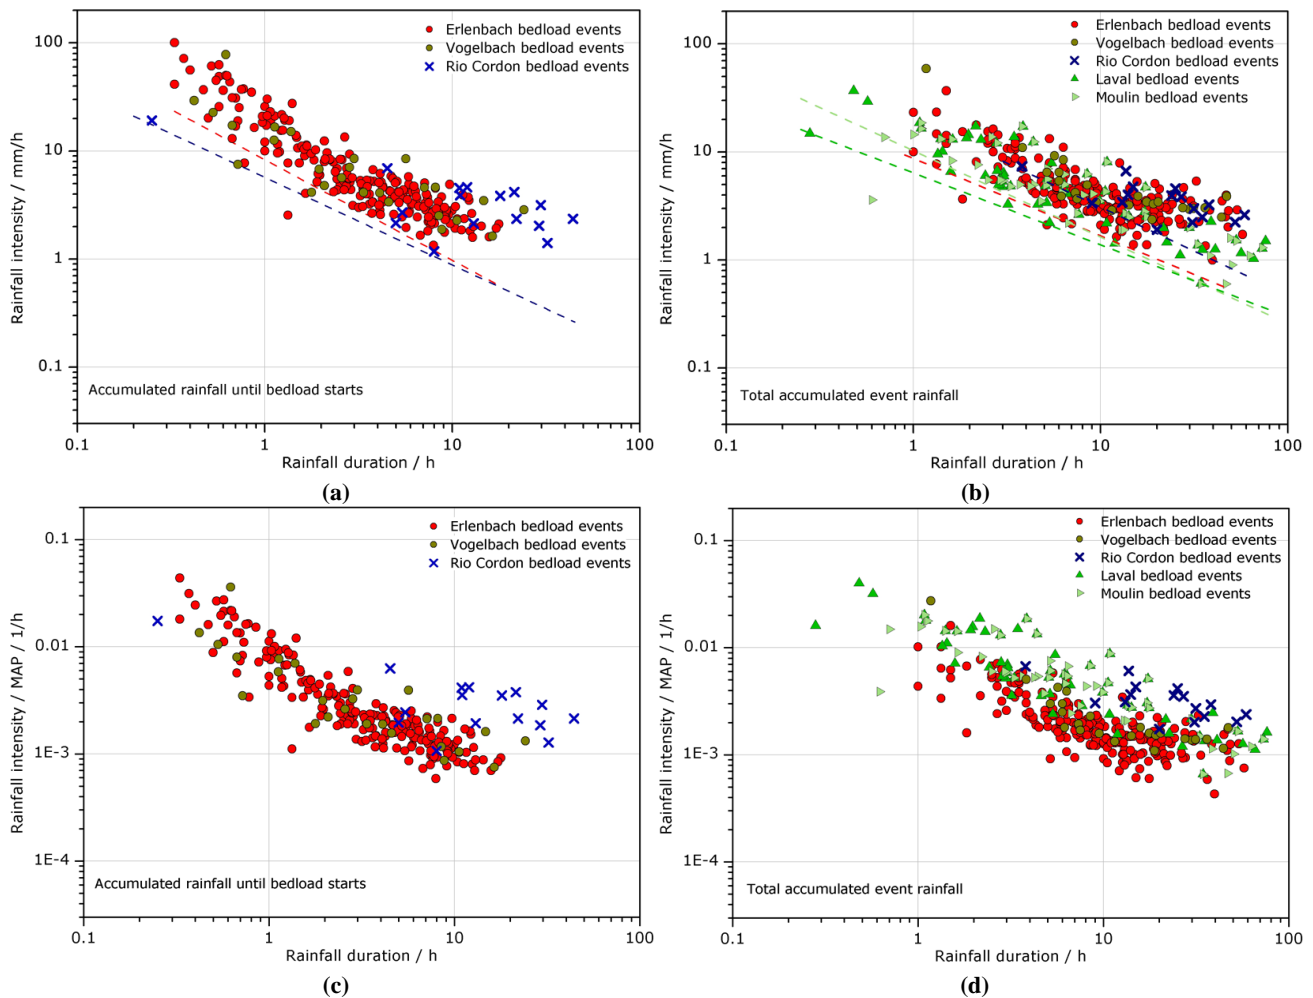 Erlenbach bedload events
Vogelbach bedload events
Rio Cordon bedload events
100
10
1
0.1
Rainfall intensity / mm/h
Accumulated rainfall until bedload starts
0.1
1
10
100
Rainfall duration / h
(a)
Erlenbach bedload events
Vogelbach bedload events
Rio Cordon bedload events
Laval bedload events
Moulin bedload events
100
10
1
0.1
Rainfall intensity / mm/h
Total accumulated event rainfall
0.1
1
10
100
Rainfall duration / h
(b)
Erlenbach bedload events
Vogelbach bedload events
Rio Cordon bedload events
0.1
0.01
1E-3
1E-4
Rainfall intensity / MAP / 1/h
Accumulated rainfall until bedload starts
0.1
1
10
100
Rainfall duration / h
(c)
Erlenbach bedload events
Vogelbach bedload events
Rio Cordon bedload events
Laval bedload events
Moulin bedload events
0.1
0.01
1E-3
1E-4
Rainfall intensity / MAP / 1/h
Total accumulated event rainfall
0.1
1
10
100
Rainfall duration / h
(d)